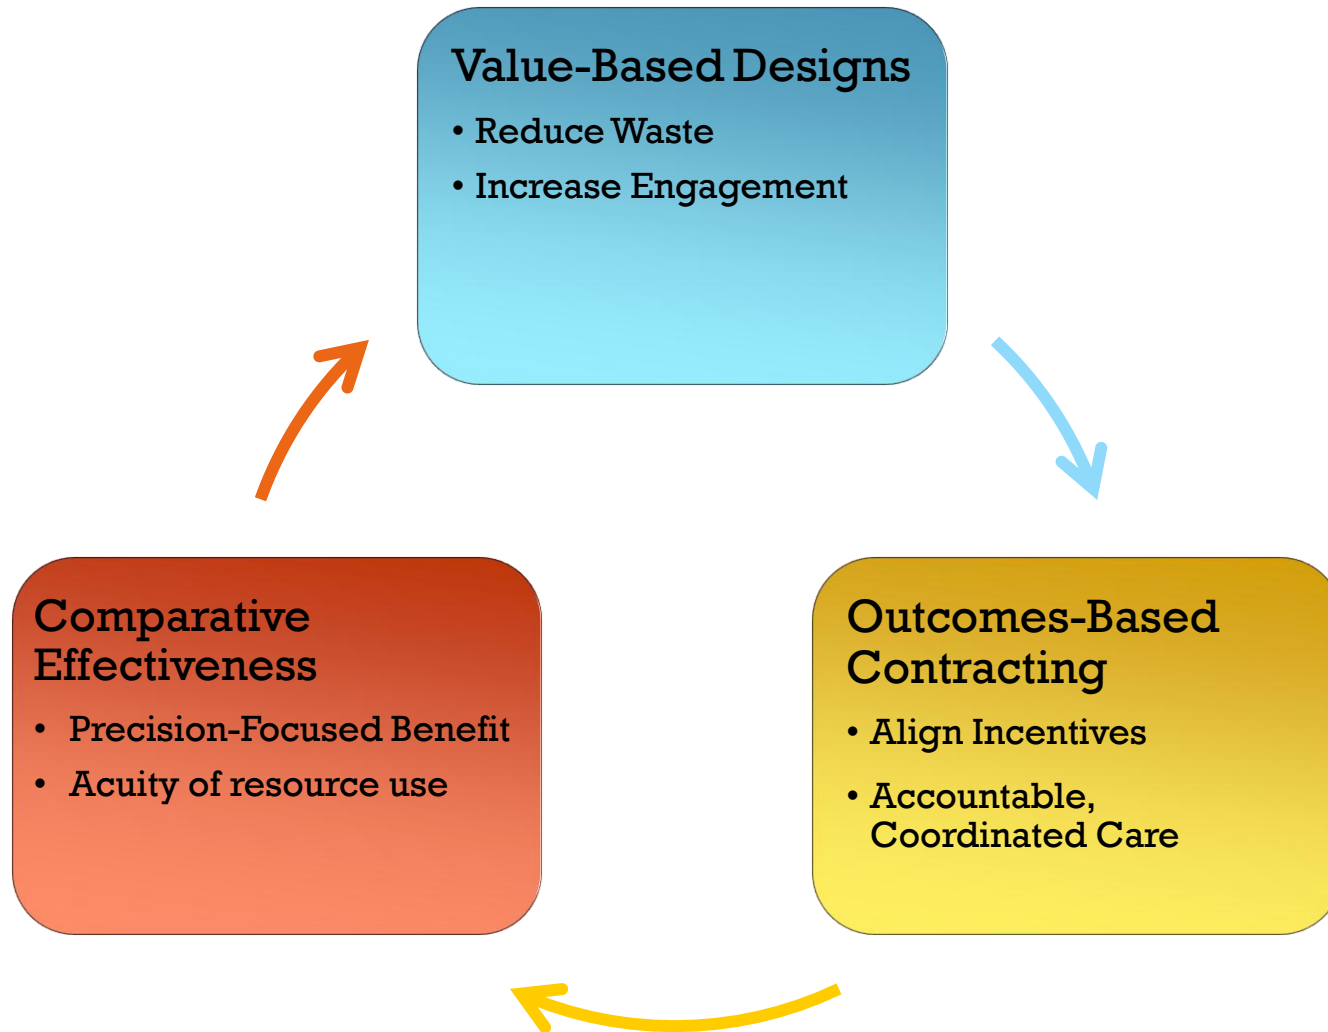 Value-Based Designs
• Reduce Waste
• Increase Engagement
Comparative
Effectiveness
• Precision-Focused Benefit
• Acuity of resource use
Outcomes-Based
Contracting
• Align Incentives
• Accountable,
Coordinated Care